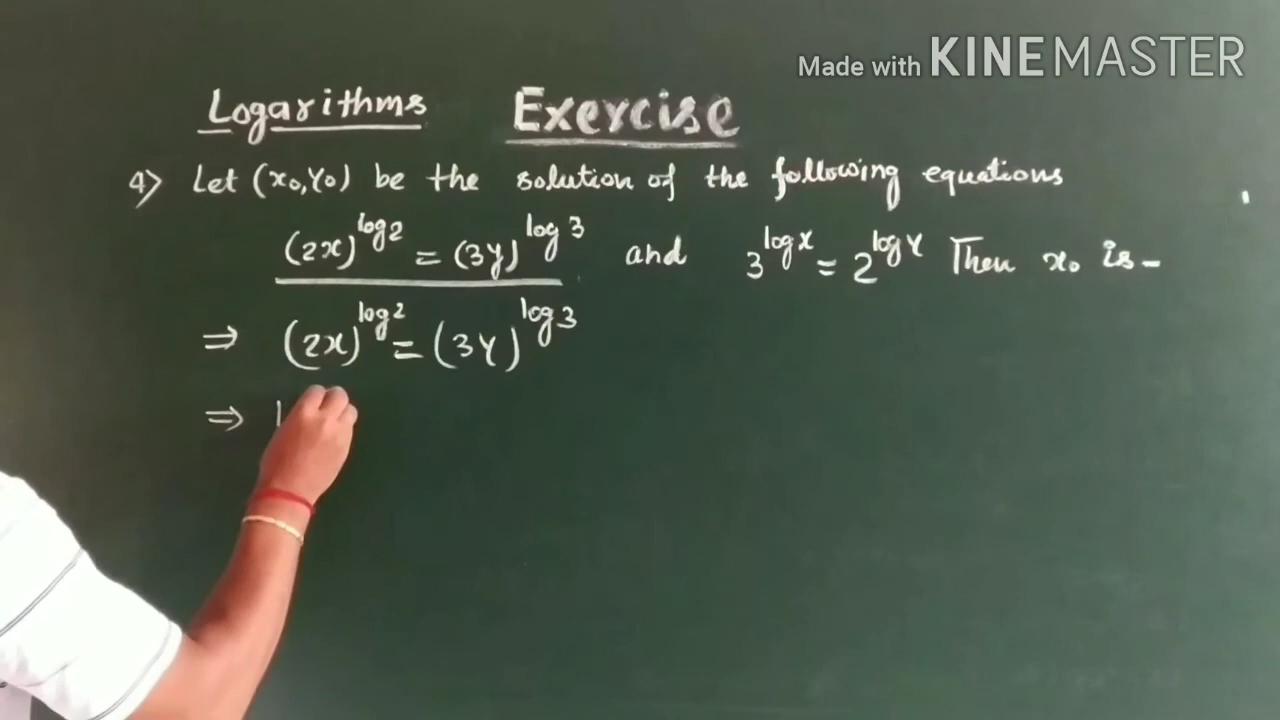 Made with KINEMASTER
Logarithms Exercise
4) Let (x₀,y₀) be the solution of the following equations
(2x)^log2 = (3y)^log3 and 3^logx = 2^logy Then x₀ is-
⇒ (2x)^log2 = (3y)^log3
⇒ l